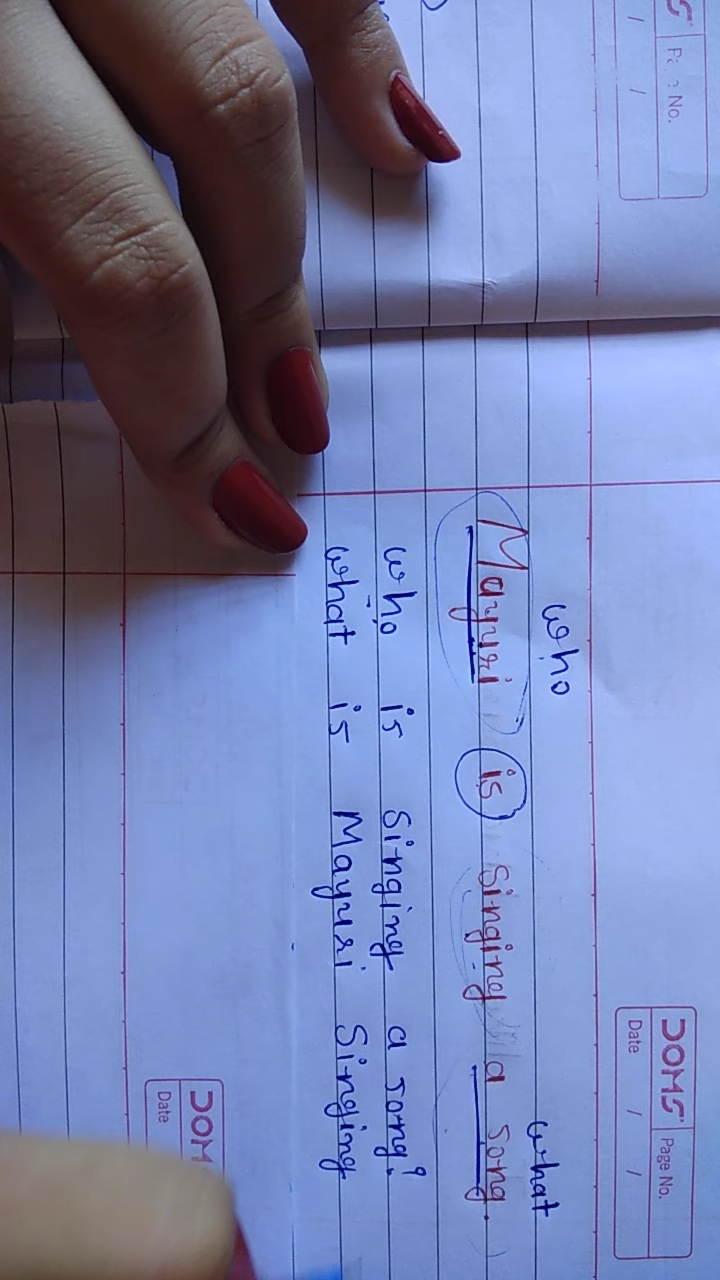 Page No.
/ /
DOMS Page No.
Date / /
who what
Mayuri is singing a song.
who is singing a song?
what is Mayuri singing
DOM
Date